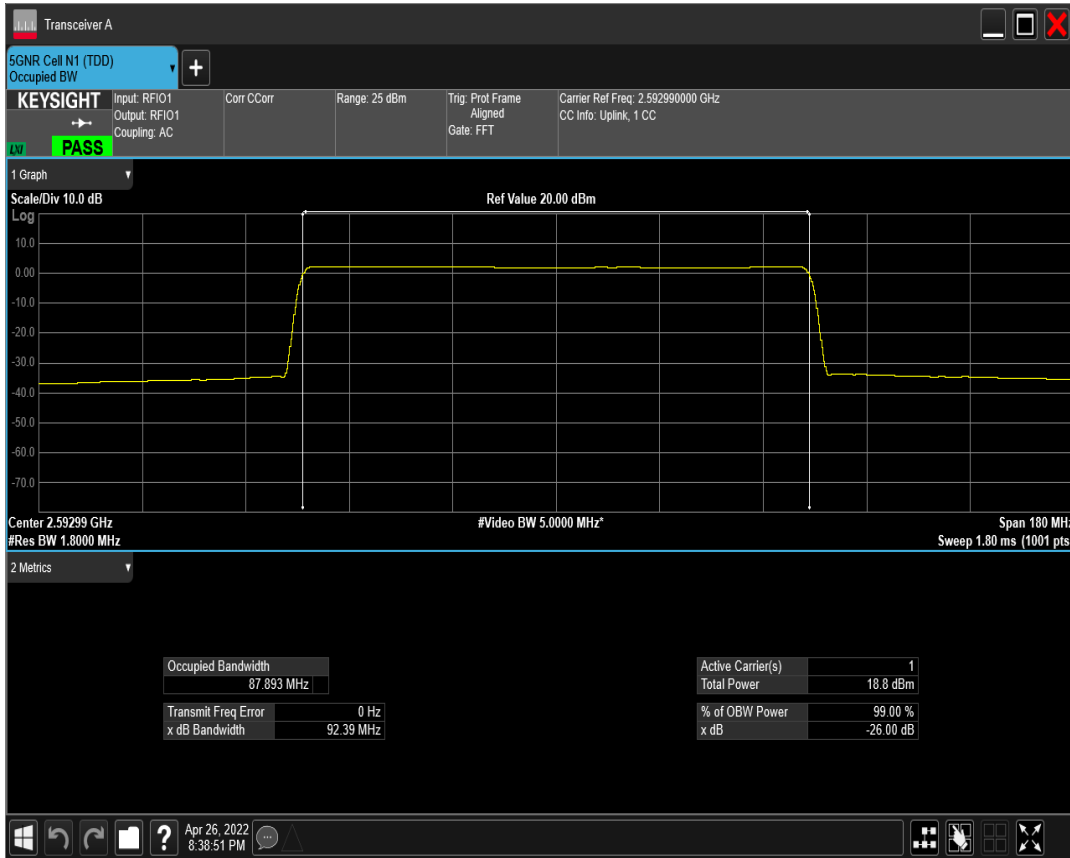 Transceiver A
5GNR Cell N1 (TDD)
Occupied BW
+
KEYSIGHT
LXI
PASS
Input: RFIO1
Output: RFIO1
Coupling: AC
Corr CCorr
Range: 25 dBm
Trig: Prot Frame
Aligned
Gate: FFT
Carrier Ref Freq: 2.592990000 GHz
CC Info: Uplink, 1 CC
1 Graph
Scale/Div 10.0 dB
Ref Value 20.00 dBm
Log
10.0
0.00
-10.0
-20.0
-30.0
-40.0
-50.0
-60.0
-70.0
Center 2.59299 GHz
#Video BW 5.0000 MHz*
Span 180 MHz
#Res BW 1.8000 MHz
Sweep 1.80 ms (1001 pts
2 Metrics
Occupied Bandwidth
87.893 MHz
Transmit Freq Error 0 Hz
x dB Bandwidth 92.39 MHz
Active Carrier(s) 1
Total Power 18.8 dBm
% of OBW Power 99.00 %
x dB -26.00 dB
?
Apr 26, 2022
8:38:51 PM